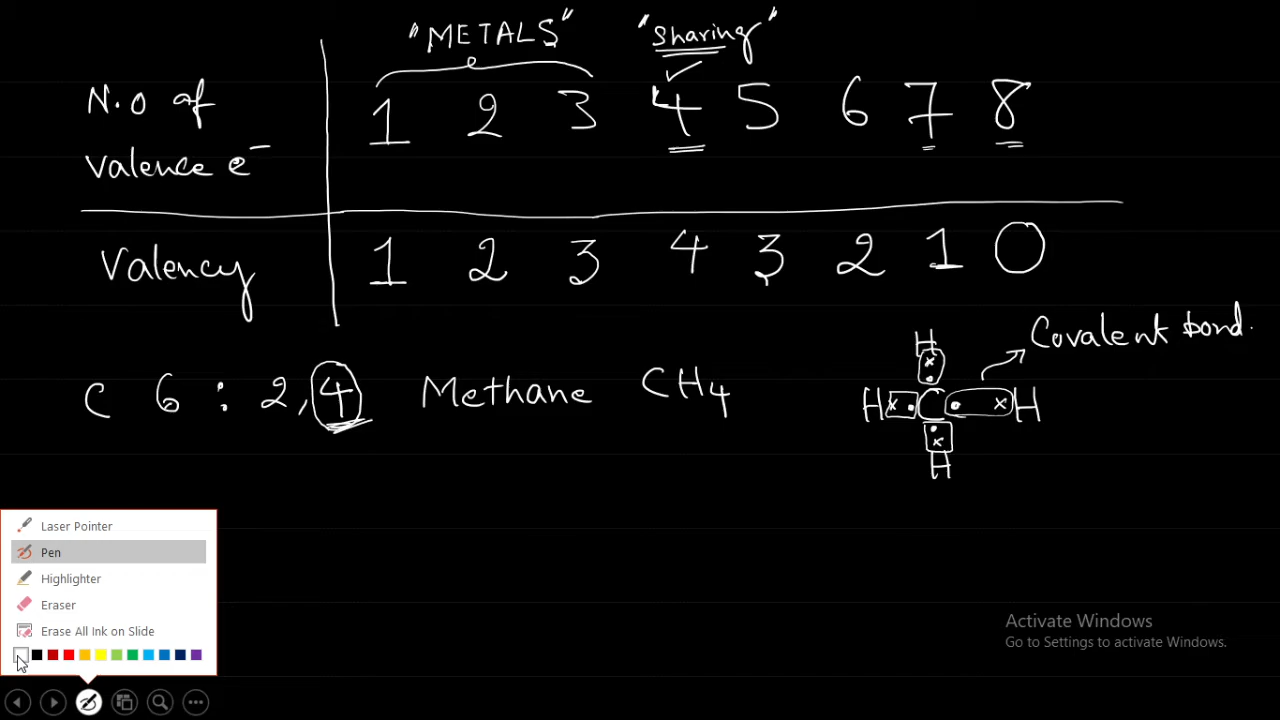 "METALS" "Sharing"
N.O of 1 2 3 4 5 6 7 8
Valence e⁻
Valency 1 2 3 4 3 2 1 0
Covalent bond.
C 6 : 2,4 Methane CH4
H
H x • C • x H
x
•
•
x
H
Laser Pointer
Pen
Highlighter
Eraser
Erase All Ink on Slide
Activate Windows
Go to Settings to activate Windows.